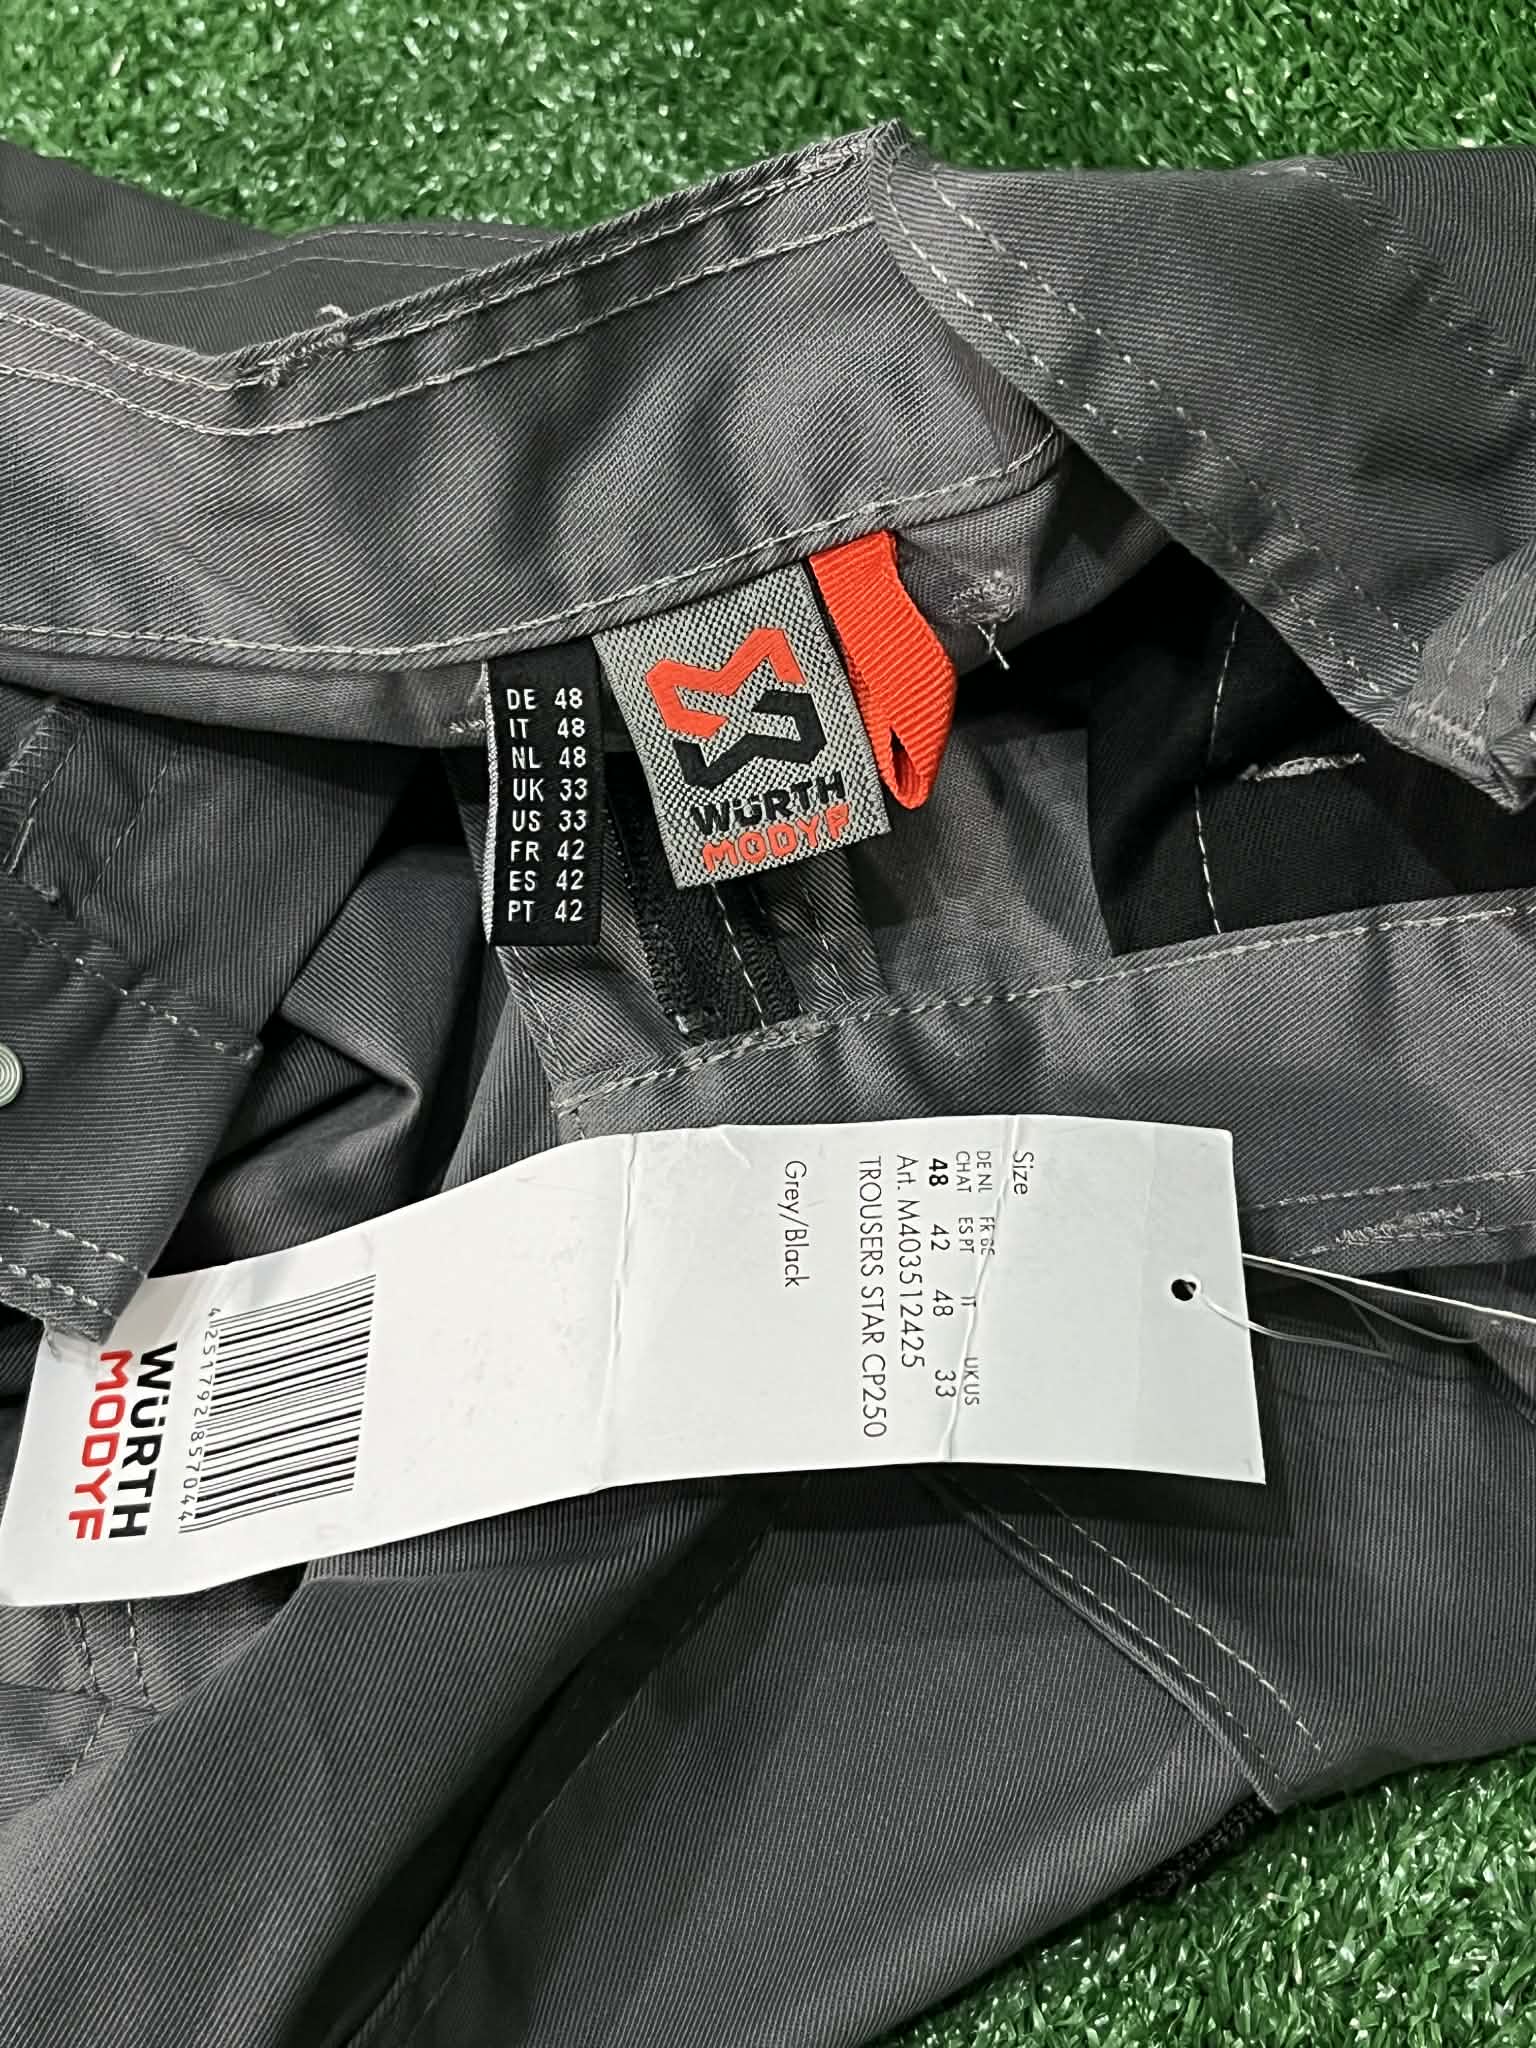 DE 48
IT 48
NL 48
UK 33
US 33
FR 42
ES 42
PT 42
WÜRTH
MODYF
Size
DE NL FR BE IT UK US
CH AT ES PT
48 42 48 33
Art. M403512425
TROUSERS STAR CP250
Grey/Black
4251792857044
WÜRTH
MODYF